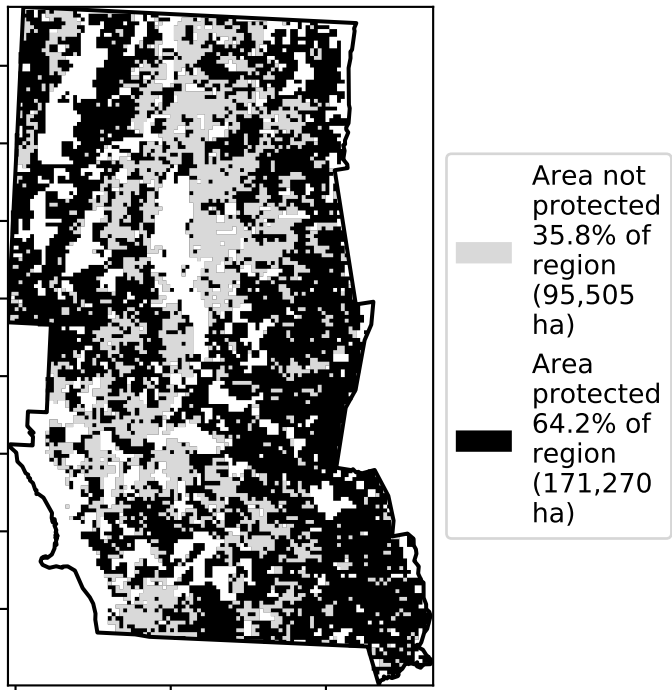 Area not
protected
35.8% of
region
(95,505
ha)
Area
protected
64.2% of
region
(171,270
ha)